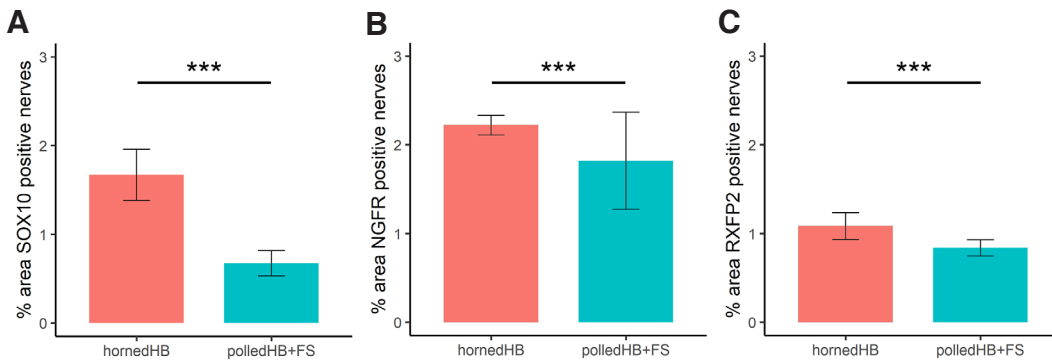 A
% area SOX10 positive nerves
3
2
1
0
***
hornedHB
polledHB+FS
B
% area NGFR positive nerves
3
2
1
0
***
hornedHB
polledHB+FS
C
% area RXFP2 positive nerves
3
2
1
0
***
hornedHB
polledHB+FS